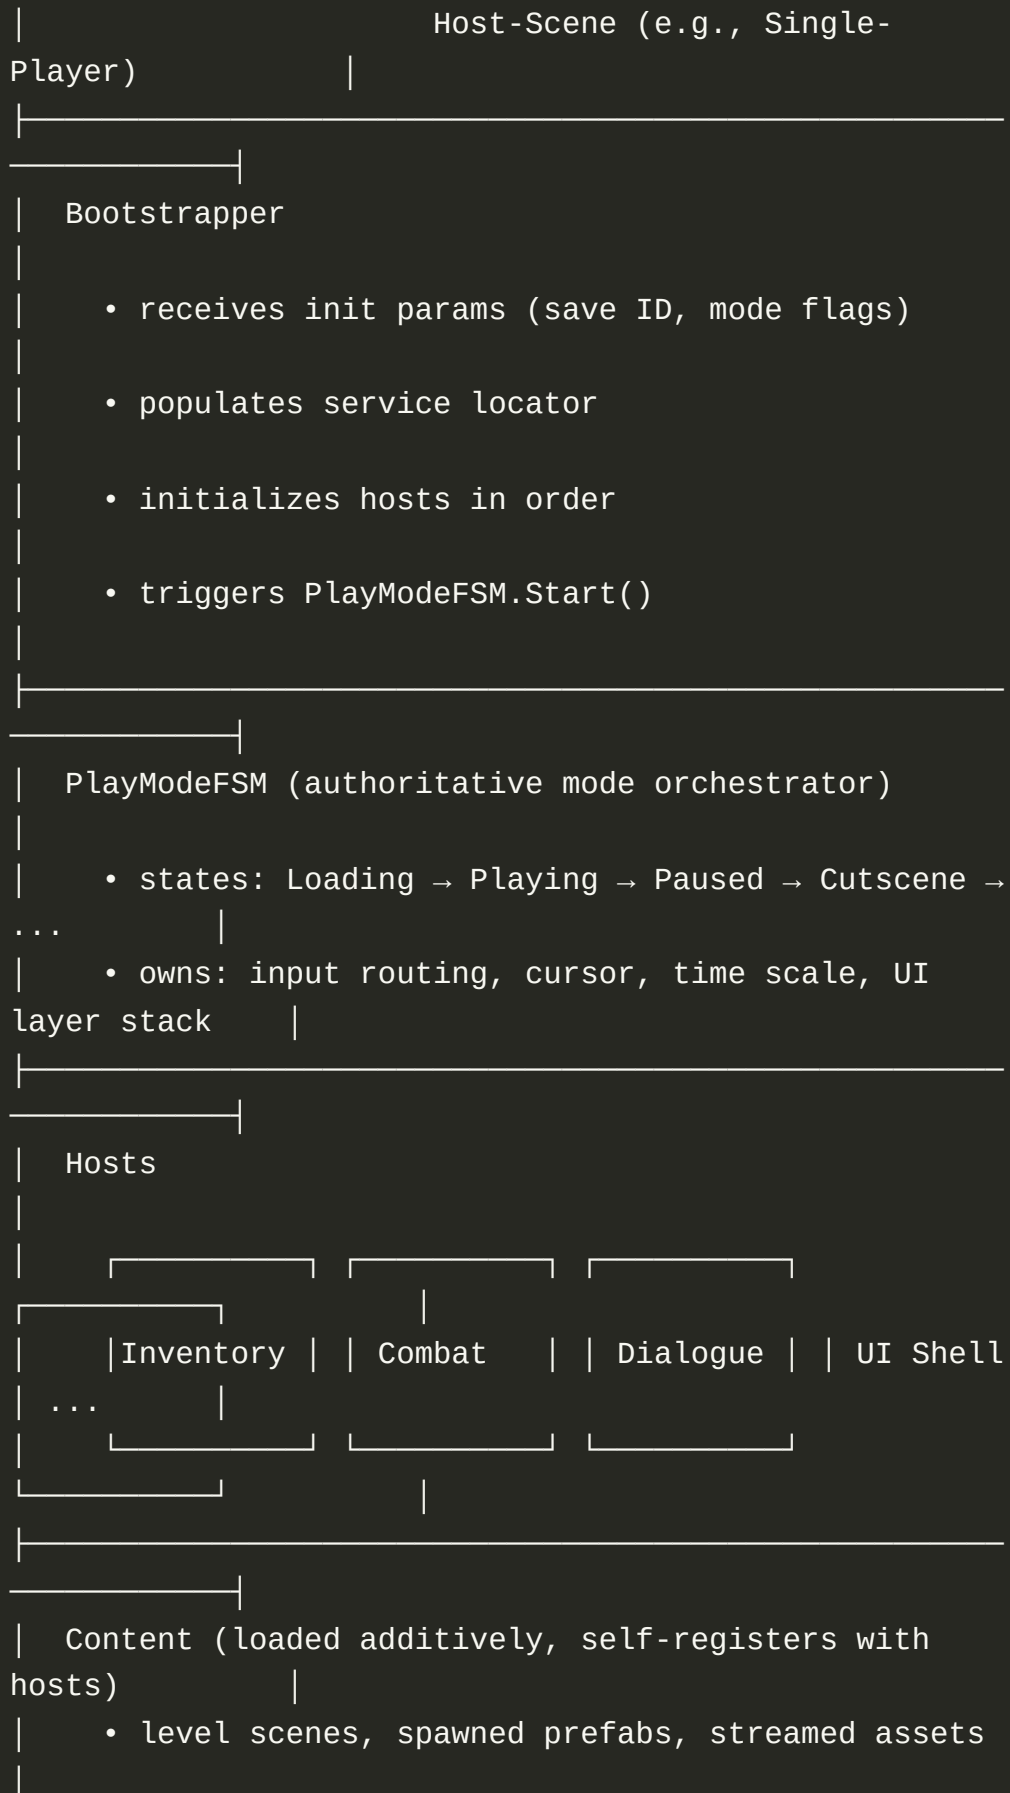 │                      Host-Scene (e.g., Single-
Player)           │
├─────────────────────────────────────────────────────
────────────┤
│  Bootstrapper
│
│    • receives init params (save ID, mode flags)
│
│    • populates service locator
│
│    • initializes hosts in order
│
│    • triggers PlayModeFSM.Start()
│
├─────────────────────────────────────────────────────
────────────┤
│  PlayModeFSM (authoritative mode orchestrator)
│
│    • states: Loading → Playing → Paused → Cutscene →
...        │
│    • owns: input routing, cursor, time scale, UI
layer stack    │
├─────────────────────────────────────────────────────
────────────┤
│  Hosts
│
│    ┌──────────┐ ┌──────────┐ ┌──────────┐
┌──────────┐          │
│    │Inventory │ │ Combat   │ │ Dialogue │ │ UI Shell
│ ...      │
│    └──────────┘ └──────────┘ └──────────┘
└──────────┘          │
├─────────────────────────────────────────────────────
────────────┤
│  Content (loaded additively, self-registers with
hosts)         │
│    • level scenes, spawned prefabs, streamed assets
│